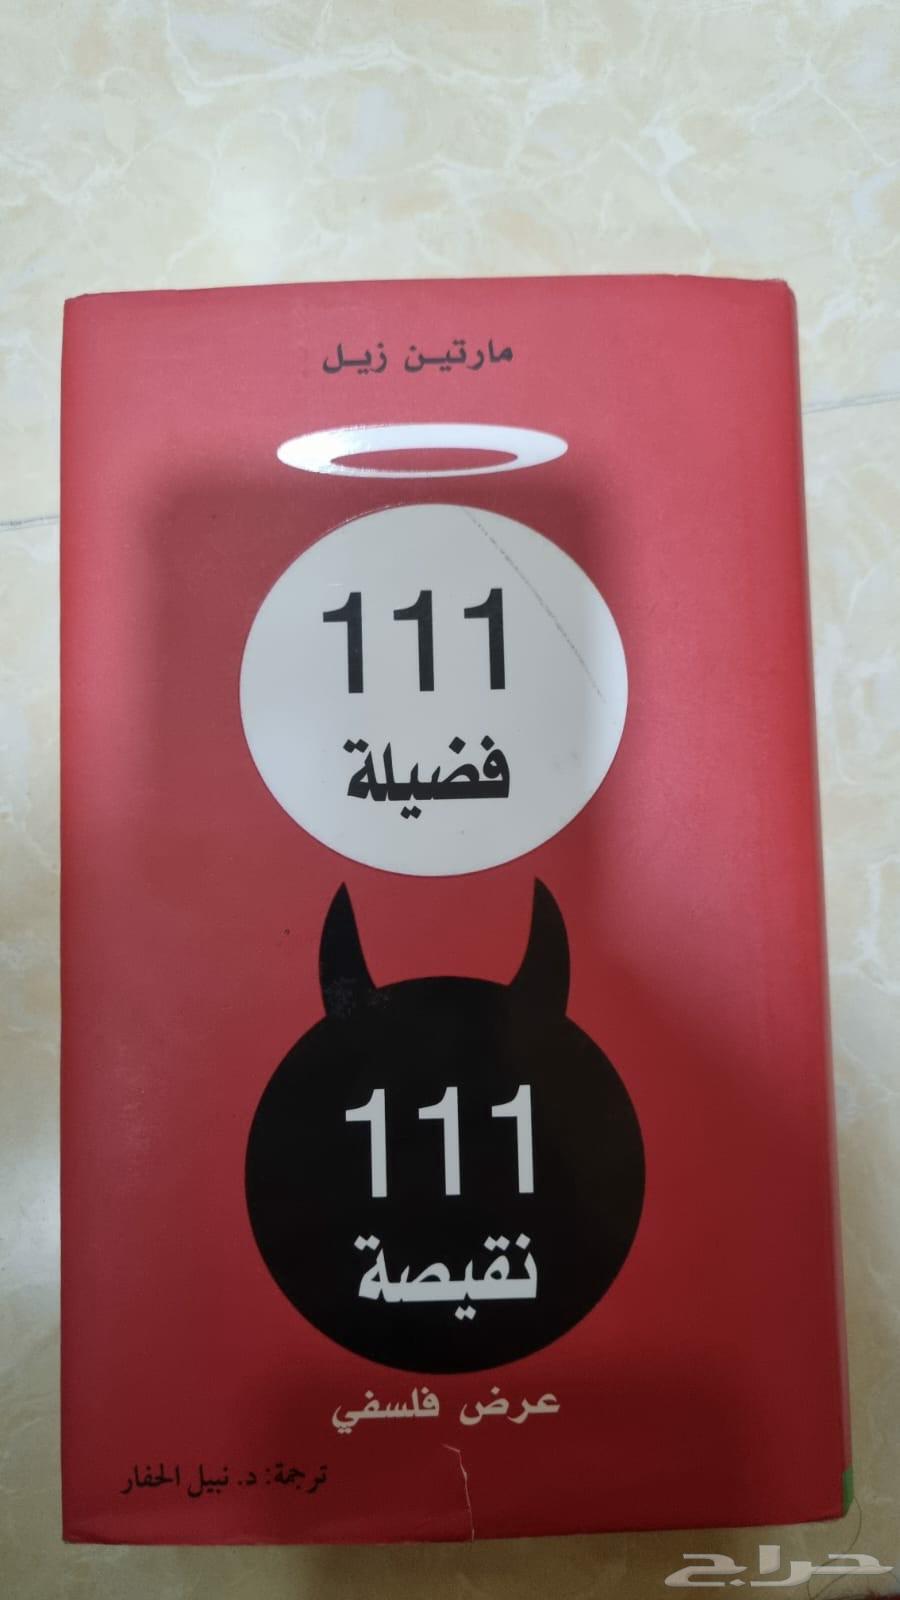 مارتين زيل
111
فضيلة
111
نقيصة
عرض فلسفي
ترجمة: د. نبيل الحفار
حراج